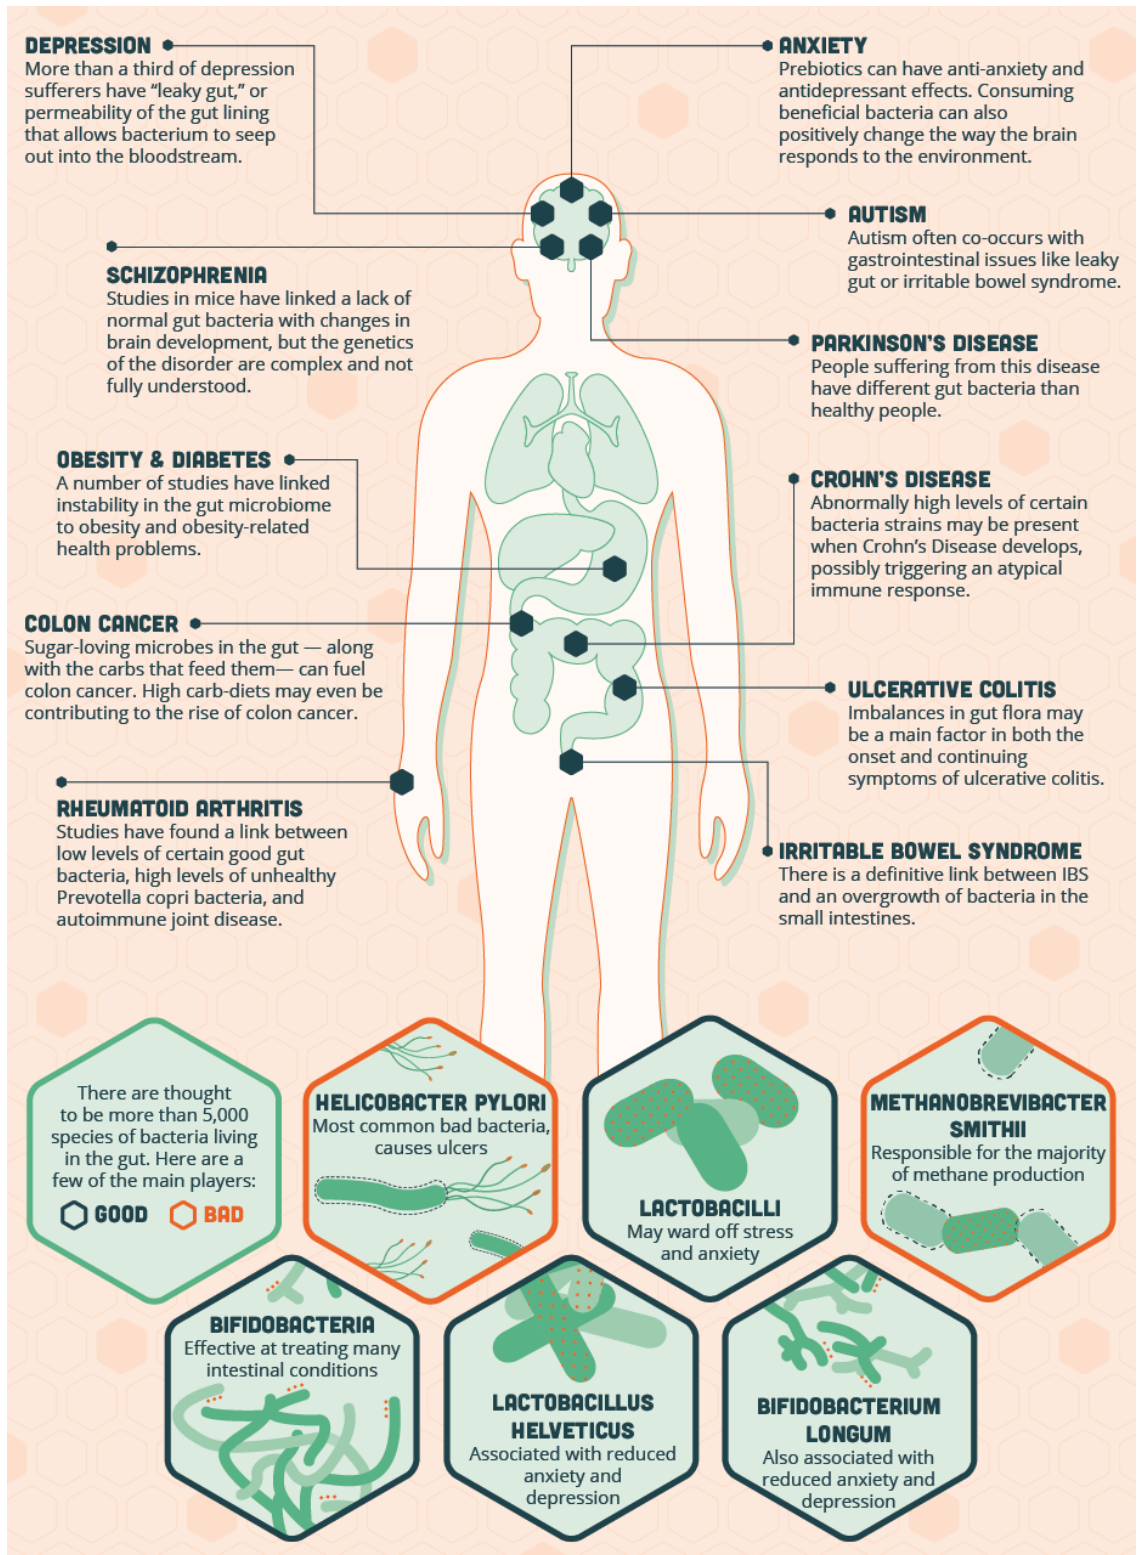 DEPRESSION
More than a third of depression
sufferers have “leaky gut,” or
permeability of the gut lining
that allows bacterium to seep
out into the bloodstream.
ANXIETY
Prebiotics can have anti-anxiety and
antidepressant effects. Consuming
beneficial bacteria can also
positively change the way the brain
responds to the environment.
AUTISM
Autism often co-occurs with
gastrointestinal issues like leaky
gut or irritable bowel syndrome.
SCHIZOPHRENIA
Studies in mice have linked a lack of
normal gut bacteria with changes in
brain development, but the genetics
of the disorder are complex and not
fully understood.
PARKINSON’S DISEASE
People suffering from this disease
have different gut bacteria than
healthy people.
OBESITY & DIABETES
A number of studies have linked
instability in the gut microbiome
to obesity and obesity-related
health problems.
CROHN’S DISEASE
Abnormally high levels of certain
bacteria strains may be present
when Crohn’s Disease develops,
possibly triggering an atypical
immune response.
COLON CANCER
Sugar-loving microbes in the gut — along
with the carbs that feed them— can fuel
colon cancer. High carb-diets may even be
contributing to the rise of colon cancer.
ULCERATIVE COLITIS
Imbalances in gut flora may
be a main factor in both the
onset and continuing
symptoms of ulcerative colitis.
RHEUMATOID ARTHRITIS
Studies have found a link between
low levels of certain good gut
bacteria, high levels of unhealthy
Prevotella copri bacteria, and
autoimmune joint disease.
IRRITABLE BOWEL SYNDROME
There is a definitive link between IBS
and an overgrowth of bacteria in the
small intestines.
There are thought
to be more than 5,000
species of bacteria living
in the gut. Here are a
few of the main players:
GOOD BAD
HELICOBACTER PYLORI
Most common bad bacteria,
causes ulcers
LACTOBACILLI
May ward off stress
and anxiety
METHANOBREVIBACTER
SMITHII
Responsible for the majority
of methane production
BIFIDOBACTERIA
Effective at treating many
intestinal conditions
LACTOBACILLUS
HELVETICUS
Associated with reduced
anxiety and
depression
BIFIDOBACTERIUM
LONGUM
Also associated with
reduced anxiety and
depression